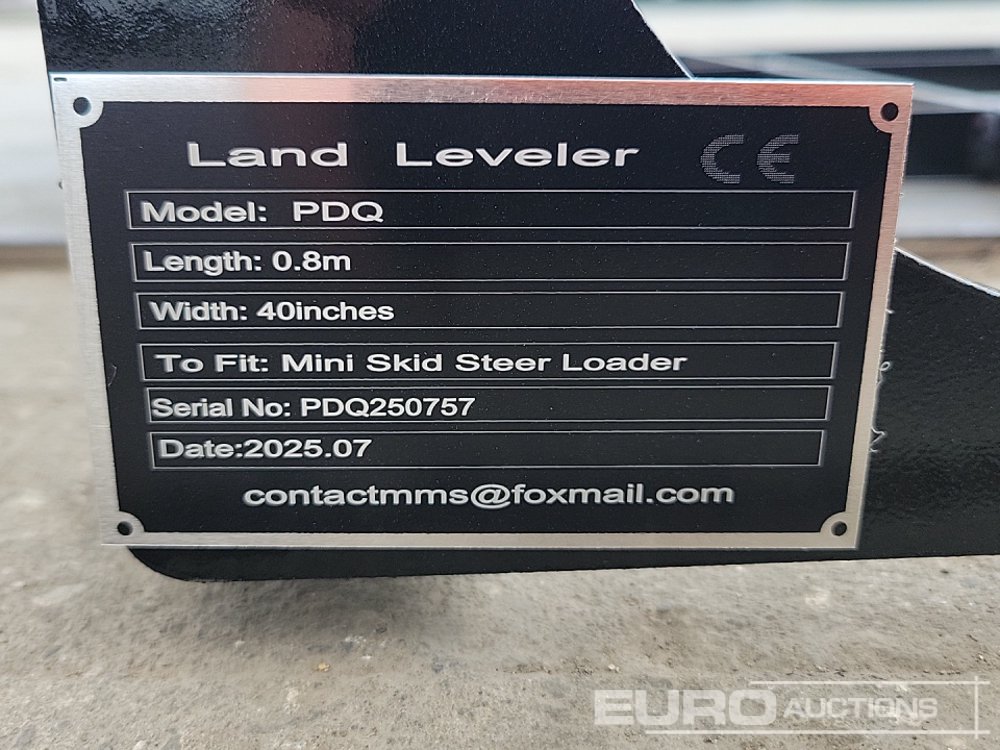 Land Leveler CE
Model: PDQ
Length: 0.8m
Width: 40inches
To Fit: Mini Skid Steer Loader
Serial No: PDQ250757
Date:2025.07
contactmms@foxmail.com
EURO AUCTIONS